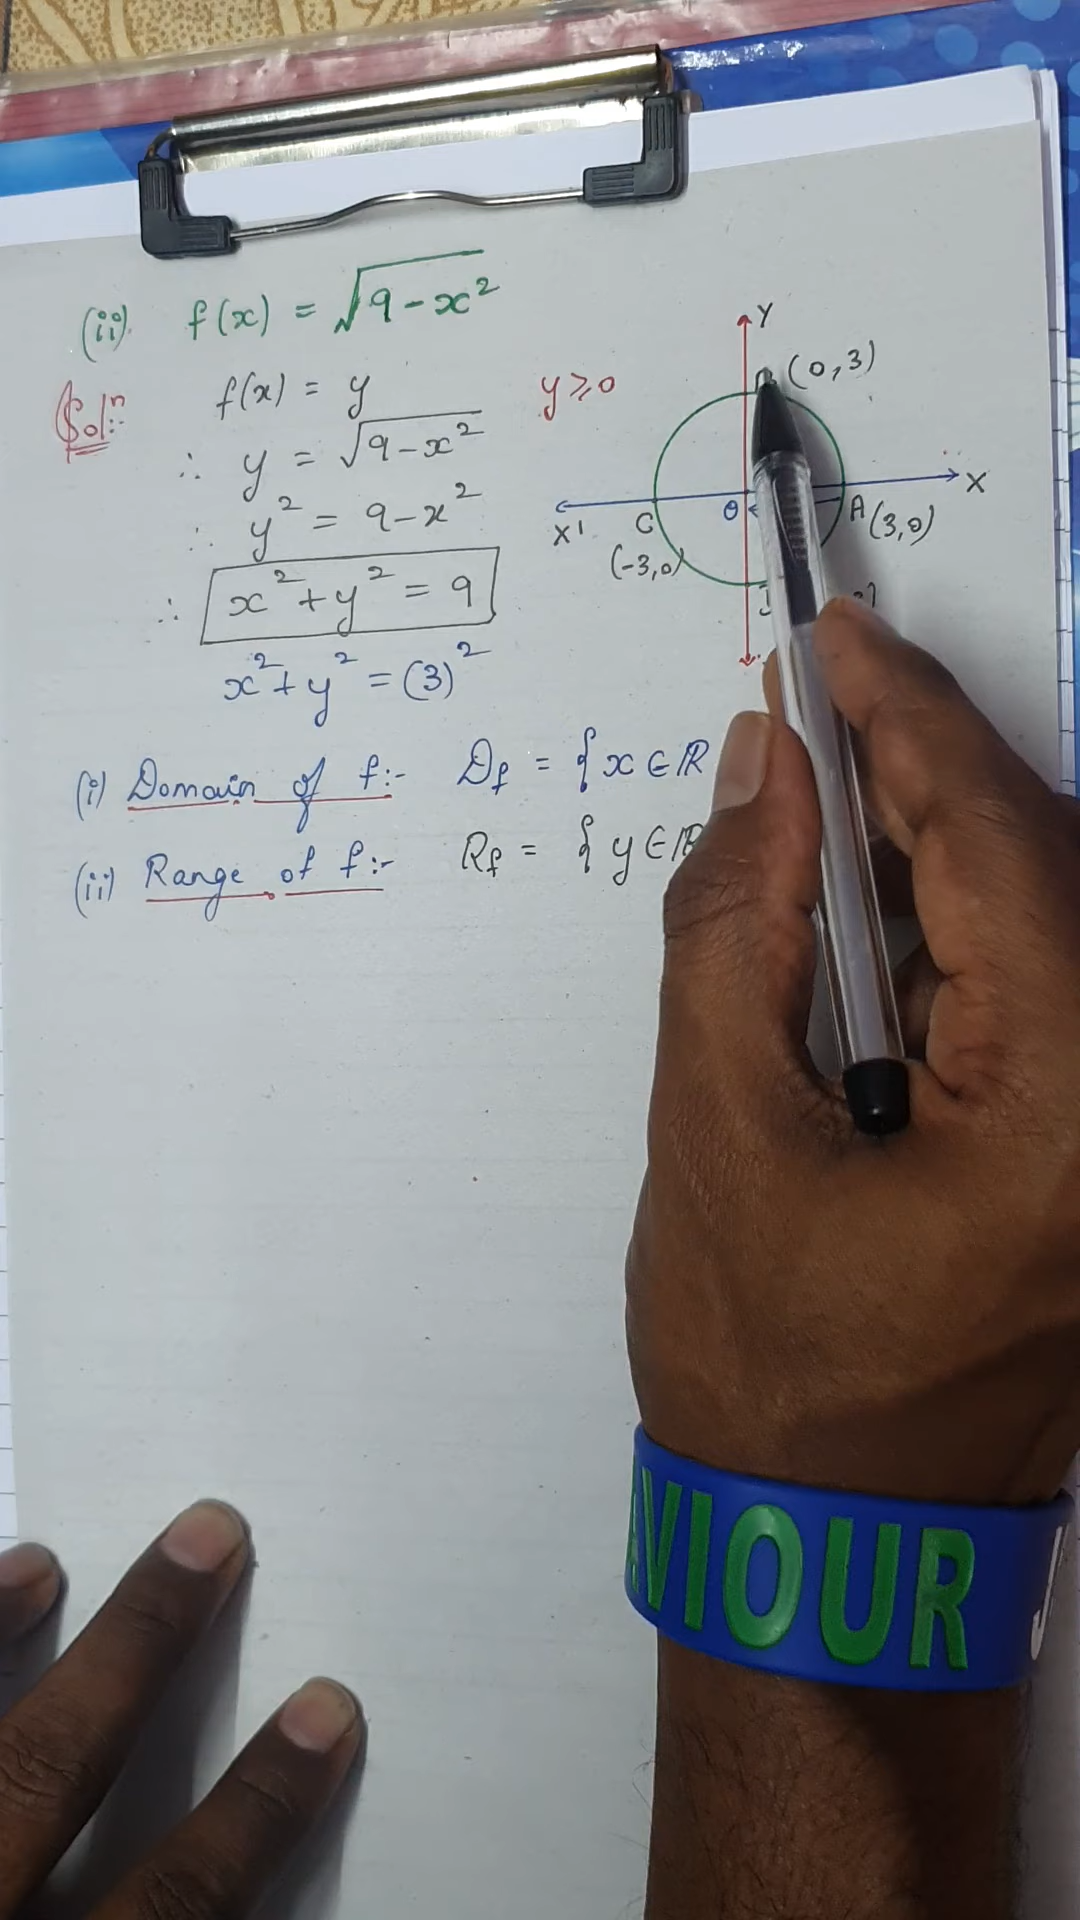 (ii) f(x) = √9-x²
Solⁿ:- f(x) = y y ⩾ 0
∴ y = √9-x²
∴ y² = 9-x²
∴ x²+y² = 9
x²+y² = (3)²
Y
(0,3)
X' C O A X
(-3,0) (3,0)
(i) Domain of f:- Df = { x ∈ ℝ
(ii) Range of f:- Rf = { y ∈ ℝ
VIOUR